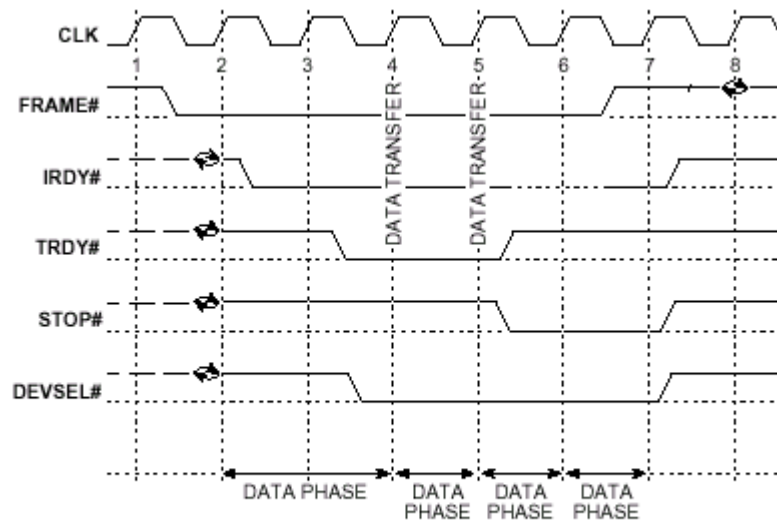 CLK
1 2 3 4 5 6 7 8
FRAME#
IRDY#
TRDY#
STOP#
DEVSEL#
DATA TRANSFER
DATA TRANSFER
DATA PHASE
DATA
PHASE
DATA
PHASE
DATA
PHASE